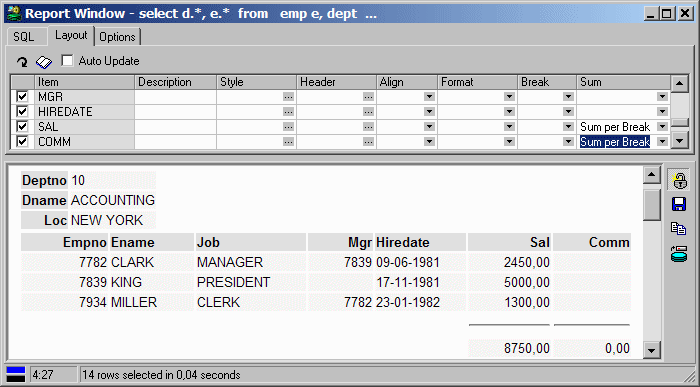 Report Window - select d.*, e.* from emp e, dept ...
SQL Layout Options
Auto Update
Item Description Style Header Align Format Break Sum
MGR
HIREDATE
SAL Sum per Break
COMM Sum per Break
Deptno 10
Dname ACCOUNTING
Loc NEW YORK
Empno Ename Job Mgr Hiredate Sal Comm
7782 CLARK MANAGER 7839 09-06-1981 2450,00
7839 KING PRESIDENT 17-11-1981 5000,00
7934 MILLER CLERK 7782 23-01-1982 1300,00
8750,00 0,00
4:27 14 rows selected in 0,04 seconds